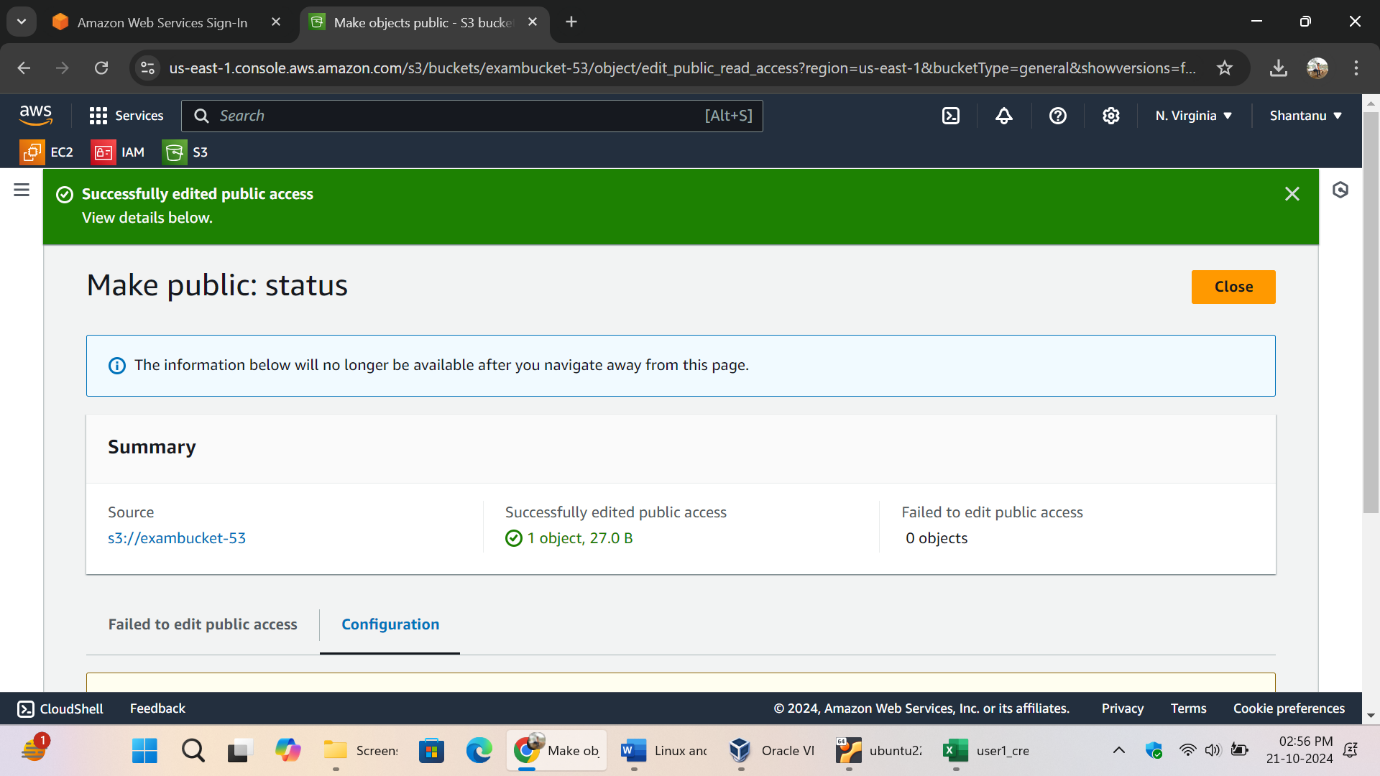 Amazon Web Services Sign-In
Make objects public - S3 bucket
us-east-1.console.aws.amazon.com/s3/buckets/exambucket-53/object/edit_public_read_access?region=us-east-1&bucketType=general&showversions=f...
aws
Services
Search
[Alt+S]
N. Virginia
Shantanu
EC2
IAM
S3
Successfully edited public access
View details below.
Make public: status
Close
The information below will no longer be available after you navigate away from this page.
Summary
Source
s3://exambucket-53
Successfully edited public access
1 object, 27.0 B
Failed to edit public access
0 objects
Failed to edit public access
Configuration
CloudShell
Feedback
© 2024, Amazon Web Services, Inc. or its affiliates.
Privacy
Terms
Cookie preferences
1
Screen:
Make ob
Linux and
Oracle VI
64
ubuntu22
user1_cre
02:56 PM
21-10-2024